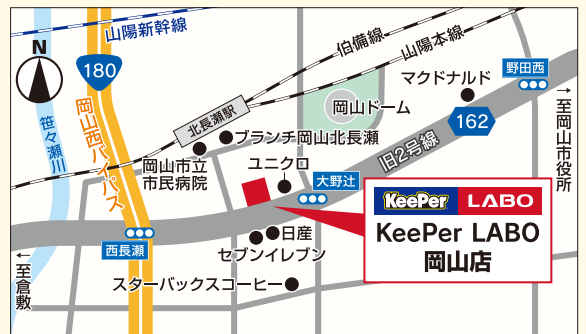 山陽新幹線
伯備線
山陽本線
N
180
野田西
マクドナルド
岡山ドーム
162
北長瀬駅
笹々瀬川
岡山西バイパス
ブランチ岡山北長瀬
旧2号線
→至岡山市役所
岡山市立
市民病院
ユニクロ
大野辻
KeePer LABO
KeePer LABO
岡山店
西長瀬
日産
セブンイレブン
←至倉敷
スターバックスコーヒー